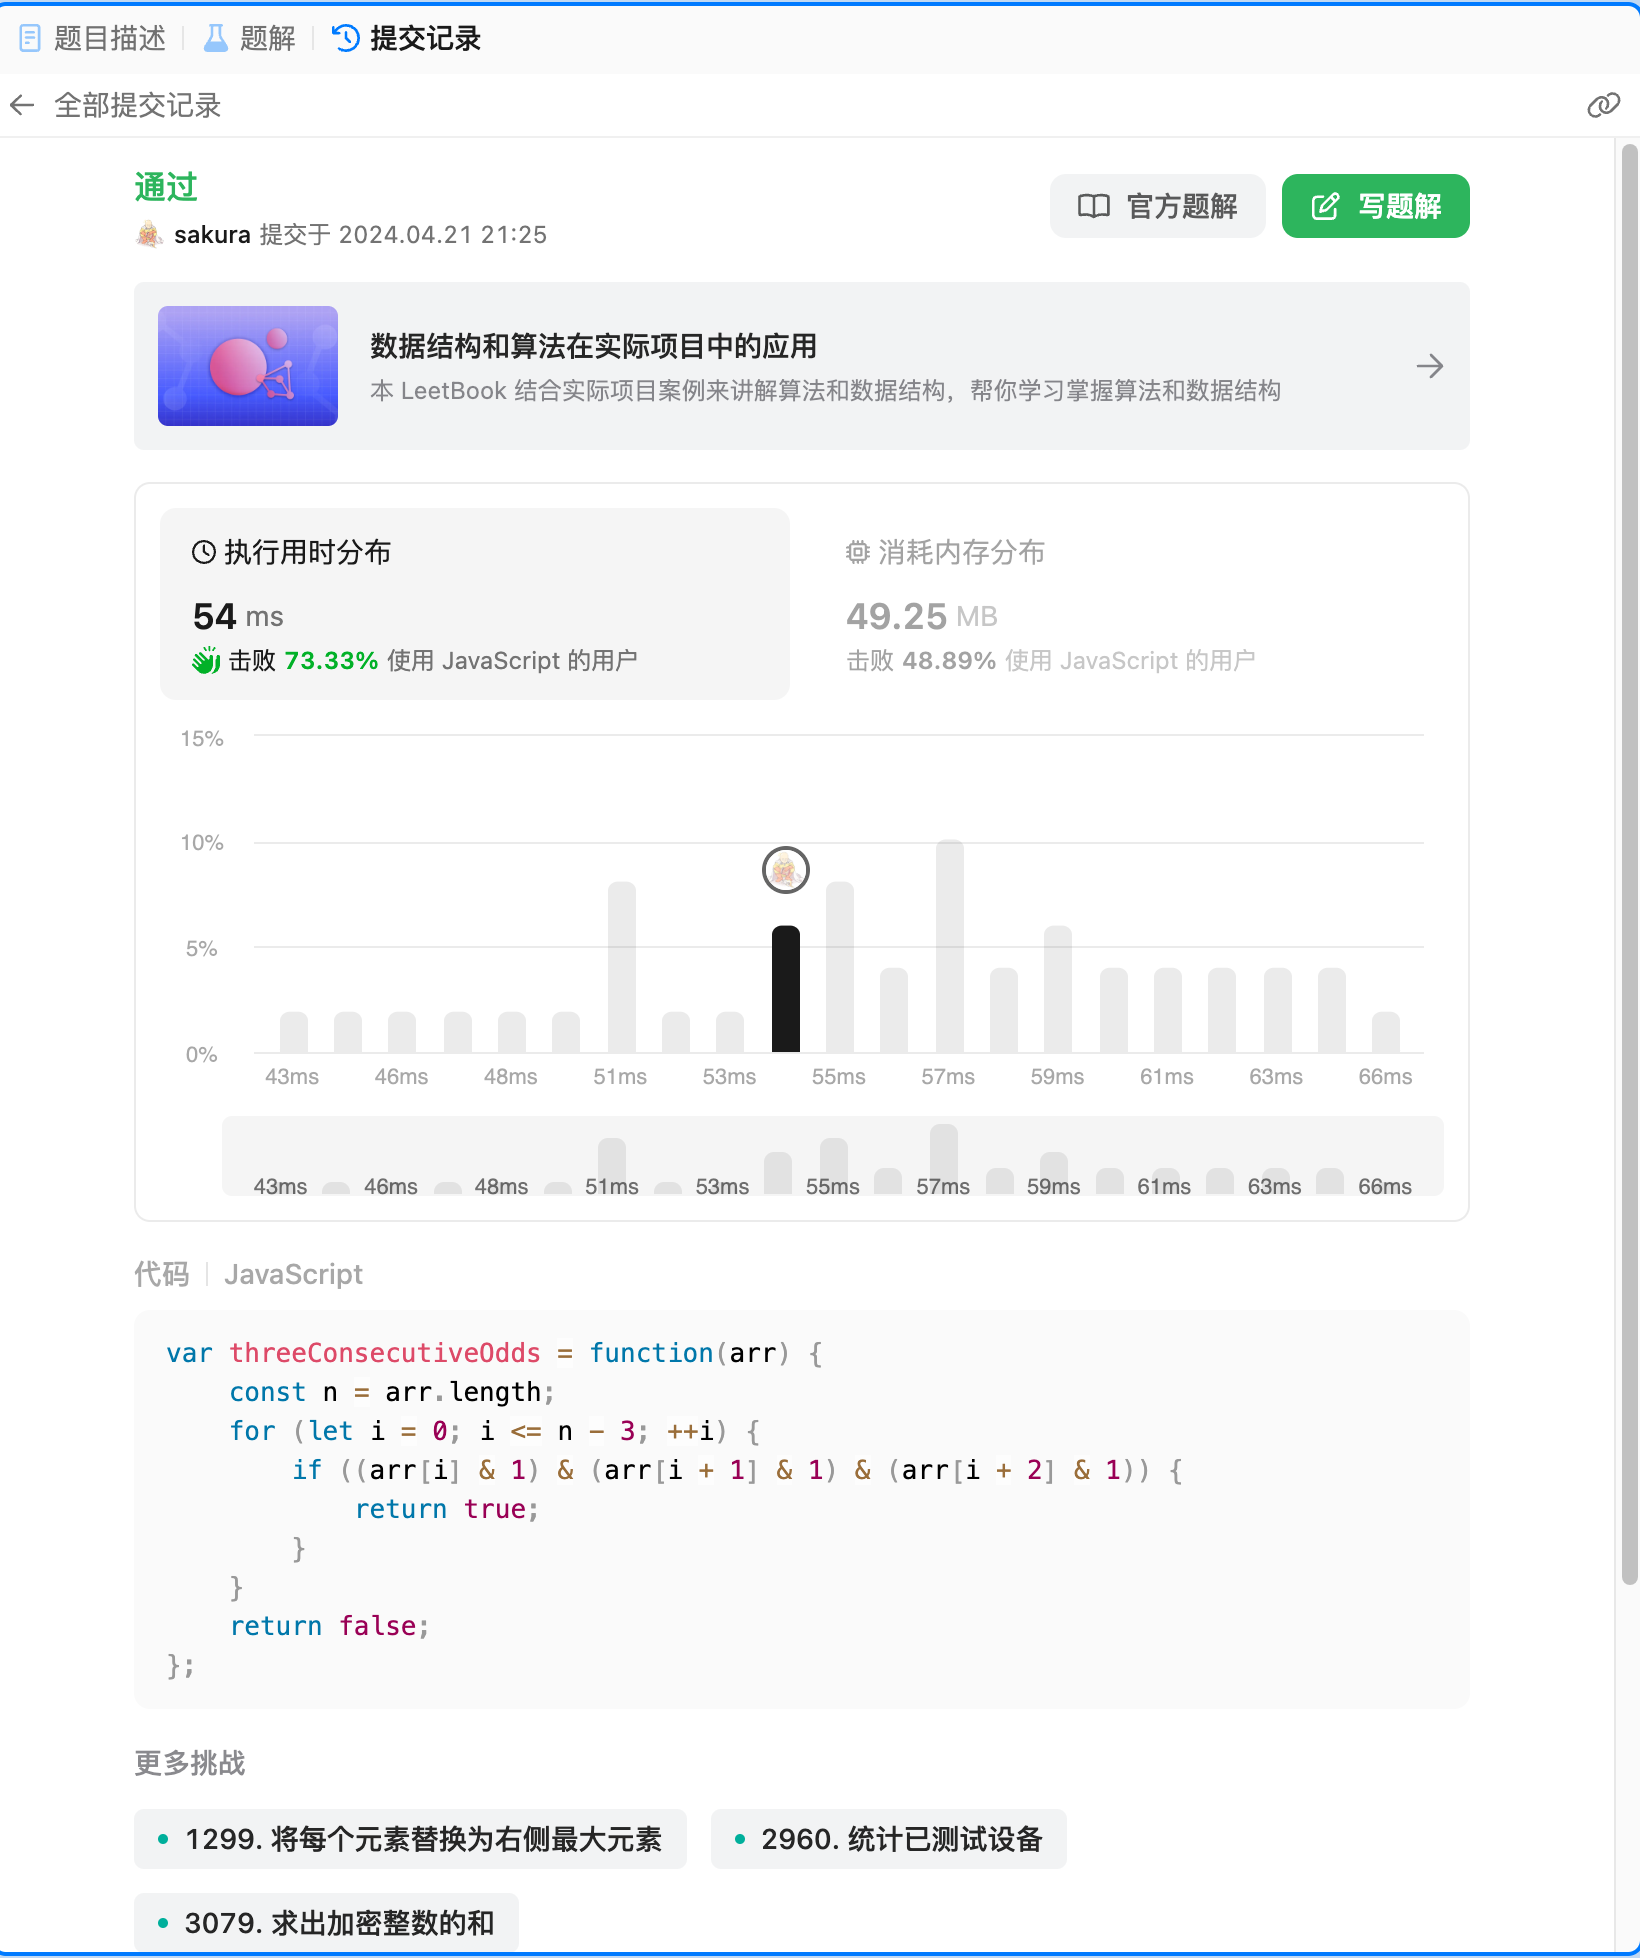 题目描述 题解 提交记录
全部提交记录
通过
sakura 提交于 2024.04.21 21:25
官方题解 写题解
数据结构和算法在实际项目中的应用
本 LeetBook 结合实际项目案例来讲解算法和数据结构，帮你学习掌握算法和数据结构
执行用时分布
54 ms
击败 73.33% 使用 JavaScript 的用户
消耗内存分布
49.25 MB
击败 48.89% 使用 JavaScript 的用户
15%
10%
5%
0%
43ms 46ms 48ms 51ms 53ms 55ms 57ms 59ms 61ms 63ms 66ms
43ms 46ms 48ms 51ms 53ms 55ms 57ms 59ms 61ms 63ms 66ms
代码 JavaScript
var threeConsecutiveOdds = function(arr) {
    const n = arr.length;
    for (let i = 0; i <= n - 3; ++i) {
        if ((arr[i] & 1) & (arr[i + 1] & 1) & (arr[i + 2] & 1)) {
            return true;
        }
    }
    return false;
};
更多挑战
1299. 将每个元素替换为右侧最大元素 2960. 统计已测试设备
3079. 求出加密整数的和